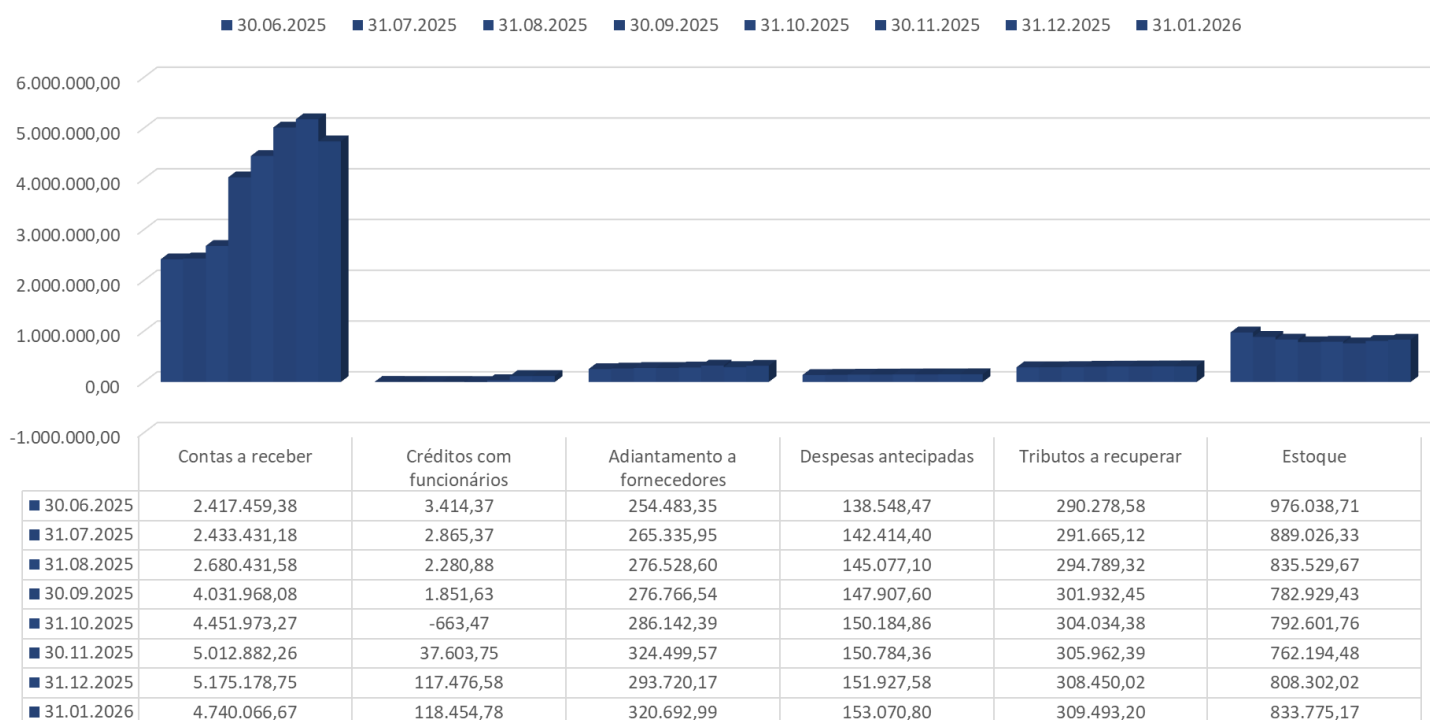 30.06.2025 31.07.2025 31.08.2025 30.09.2025 31.10.2025 30.11.2025 31.12.2025 31.01.2026
6.000.000,00
5.000.000,00
4.000.000,00
3.000.000,00
2.000.000,00
1.000.000,00
0,00
-1.000.000,00
Contas a receber Créditos com funcionários Adiantamento a fornecedores Despesas antecipadas Tributos a recuperar Estoque
30.06.2025 2.417.459,38 3.414,37 254.483,35 138.548,47 290.278,58 976.038,71
31.07.2025 2.433.431,18 2.865,37 265.335,95 142.414,40 291.665,12 889.026,33
31.08.2025 2.680.431,58 2.280,88 276.528,60 145.077,10 294.789,32 835.529,67
30.09.2025 4.031.968,08 1.851,63 276.766,54 147.907,60 301.932,45 782.929,43
31.10.2025 4.451.973,27 -663,47 286.142,39 150.184,86 304.034,38 792.601,76
30.11.2025 5.012.882,26 37.603,75 324.499,57 150.784,36 305.962,39 762.194,48
31.12.2025 5.175.178,75 117.476,58 293.720,17 151.927,58 308.450,02 808.302,02
31.01.2026 4.740.066,67 118.454,78 320.692,99 153.070,80 309.493,20 833.775,17